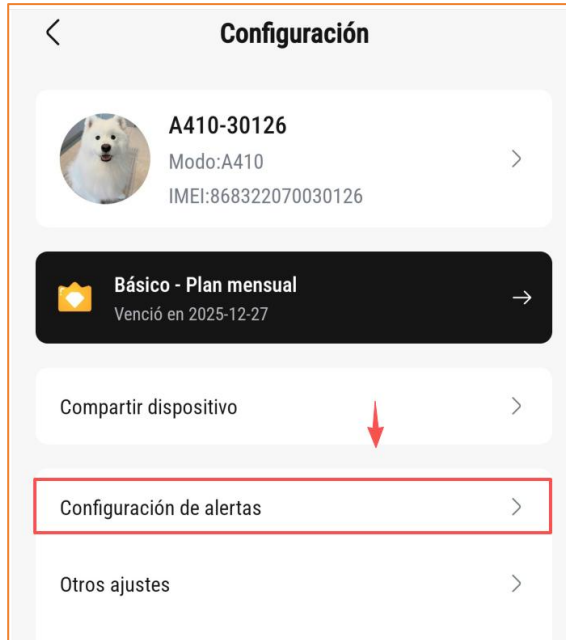 Configuración
A410-30126
Modo:A410
IMEI:868322070030126
Básico - Plan mensual
Venció en 2025-12-27
Compartir dispositivo
Configuración de alertas
Otros ajustes